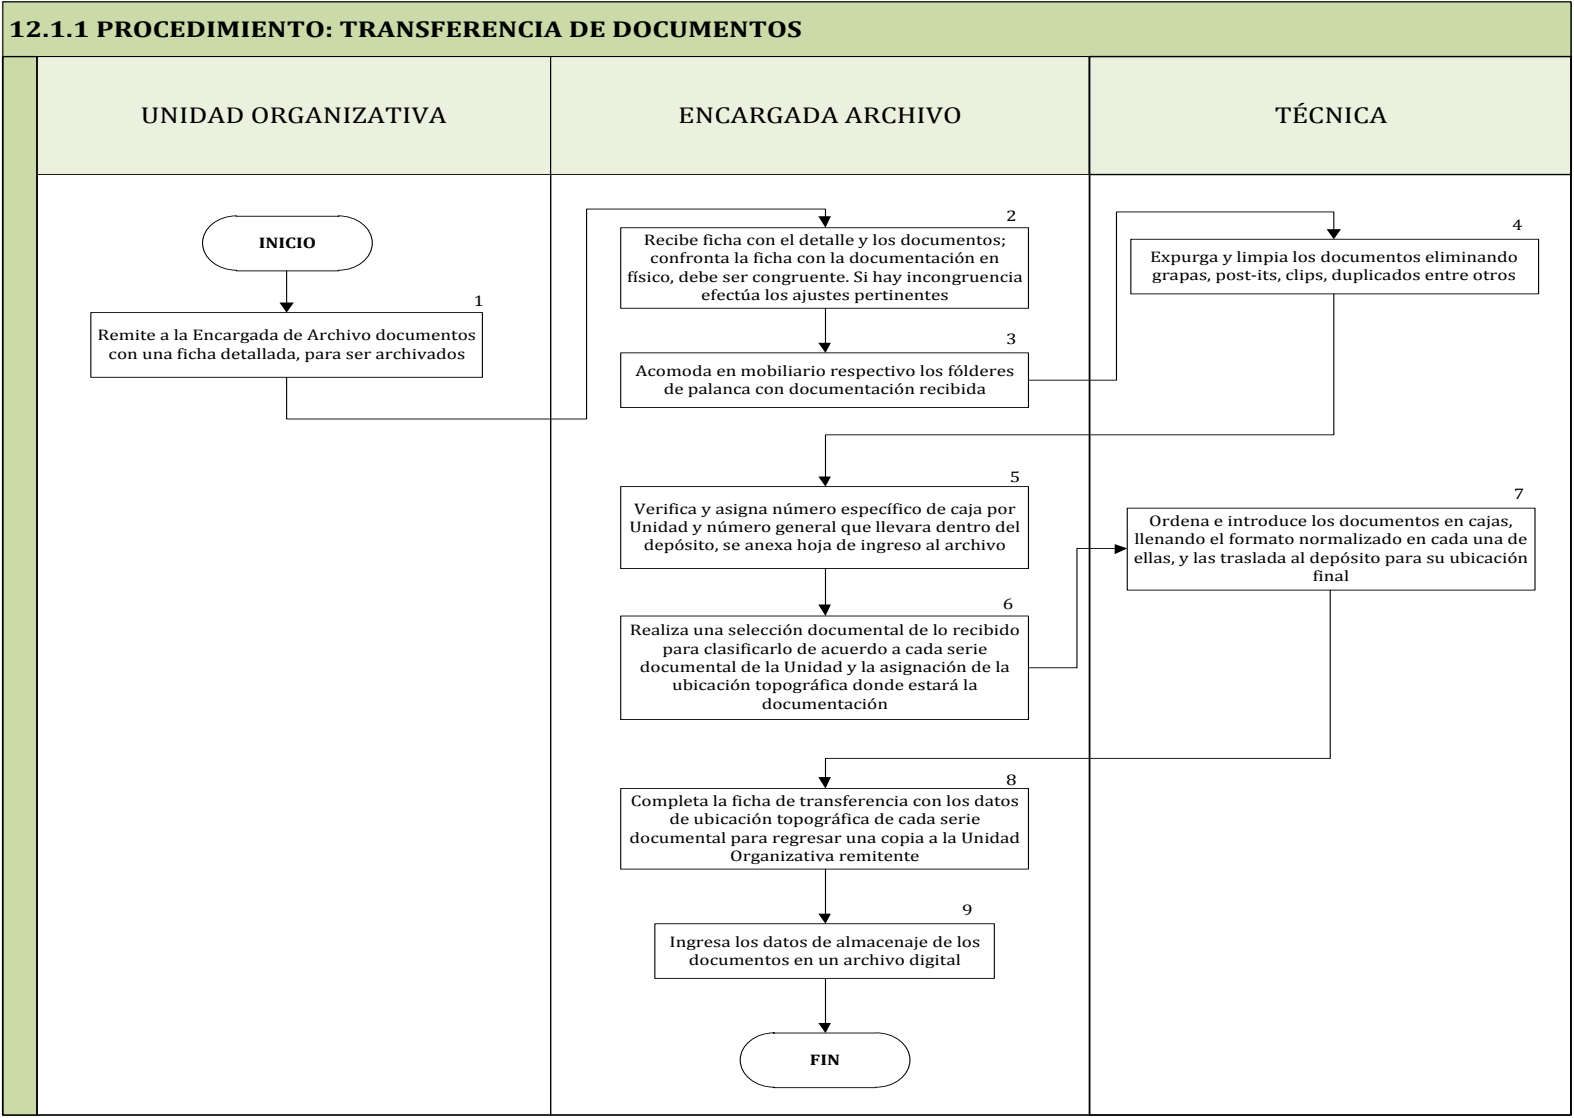 12.1.1 PROCEDIMIENTO: TRANSFERENCIA DE DOCUMENTOS
UNIDAD ORGANIZATIVA
ENCARGADA ARCHIVO
TÉCNICA
INICIO
1
Remite a la Encargada de Archivo documentos
con una ficha detallada, para ser archivados
2
Recibe ficha con el detalle y los documentos;
confronta la ficha con la documentación en
físico, debe ser congruente. Si hay incongruencia
efectúa los ajustes pertinentes
3
Acomoda en mobiliario respectivo los fólderes
de palanca con documentación recibida
4
Expurga y limpia los documentos eliminando
grapas, post-its, clips, duplicados entre otros
5
Verifica y asigna número específico de caja por
Unidad y número general que llevara dentro del
depósito, se anexa hoja de ingreso al archivo
6
Realiza una selección documental de lo recibido
para clasificarlo de acuerdo a cada serie
documental de la Unidad y la asignación de la
ubicación topográfica donde estará la
documentación
7
Ordena e introduce los documentos en cajas,
llenando el formato normalizado en cada una de
ellas, y las traslada al depósito para su ubicación
final
8
Completa la ficha de transferencia con los datos
de ubicación topográfica de cada serie
documental para regresar una copia a la Unidad
Organizativa remitente
9
Ingresa los datos de almacenaje de los
documentos en un archivo digital
FIN